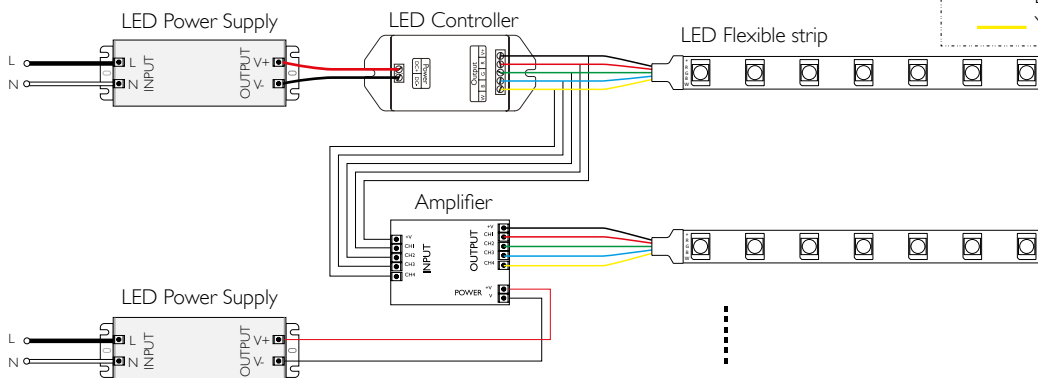 LED Power Supply
LED Controller
LED Flexible strip
L
N
L
N
INPUT
OUTPUT
V+
V-
DC+
DC-
Power
Output
V+
R
G
B
W
+
R
G
B
W
Amplifier
+V
CH1
CH2
CH3
CH4
INPUT
OUTPUT
+V
CH1
CH2
CH3
CH4
POWER
+V
V
+
R
G
B
W
LED Power Supply
L
N
L
N
INPUT
OUTPUT
V+
V-